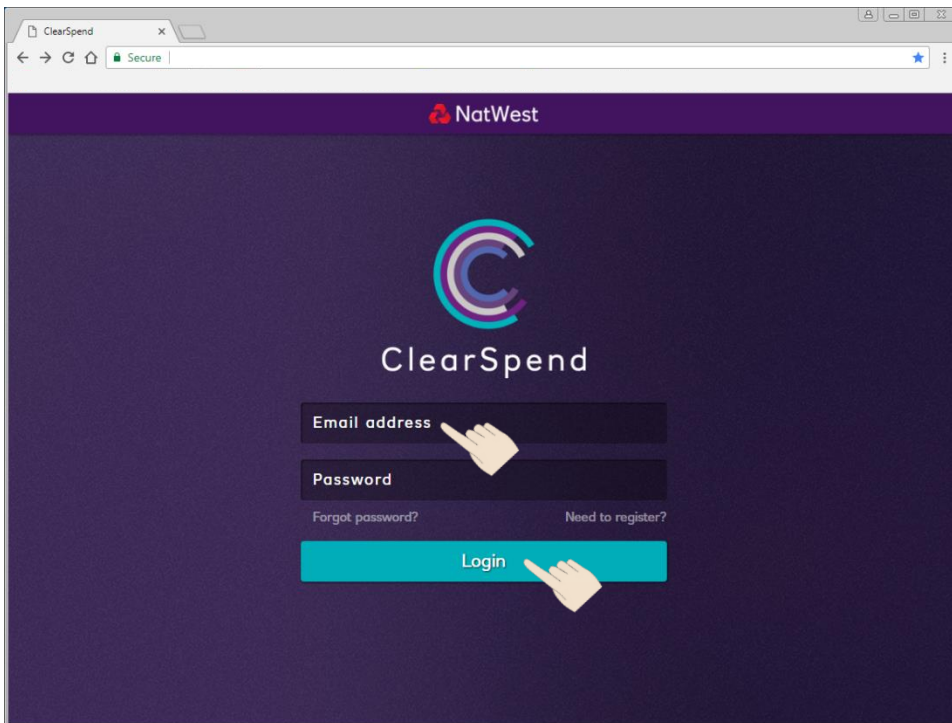 ClearSpend
Secure
NatWest
ClearSpend
Email address
Password
Forgot password? Need to register?
Login